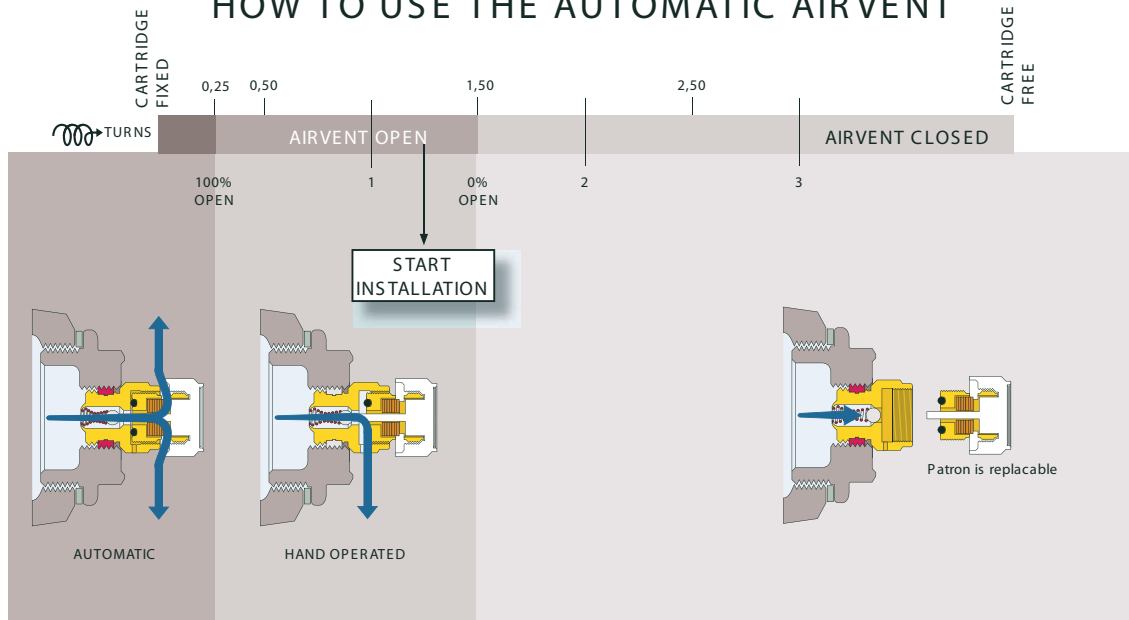 HOW TO USE THE AUTOMATIC AIRVENT
CARTRIDGE
FIXED
CARTRIDGE
FREE
0,25
0,50
1,50
2,50
TURNS
AIRVENT OPEN
AIRVENT CLOSED
100%
OPEN
1
0%
OPEN
2
3
START
INSTALLATION
Patron is replacable
AUTOMATIC
HAND OPERATED